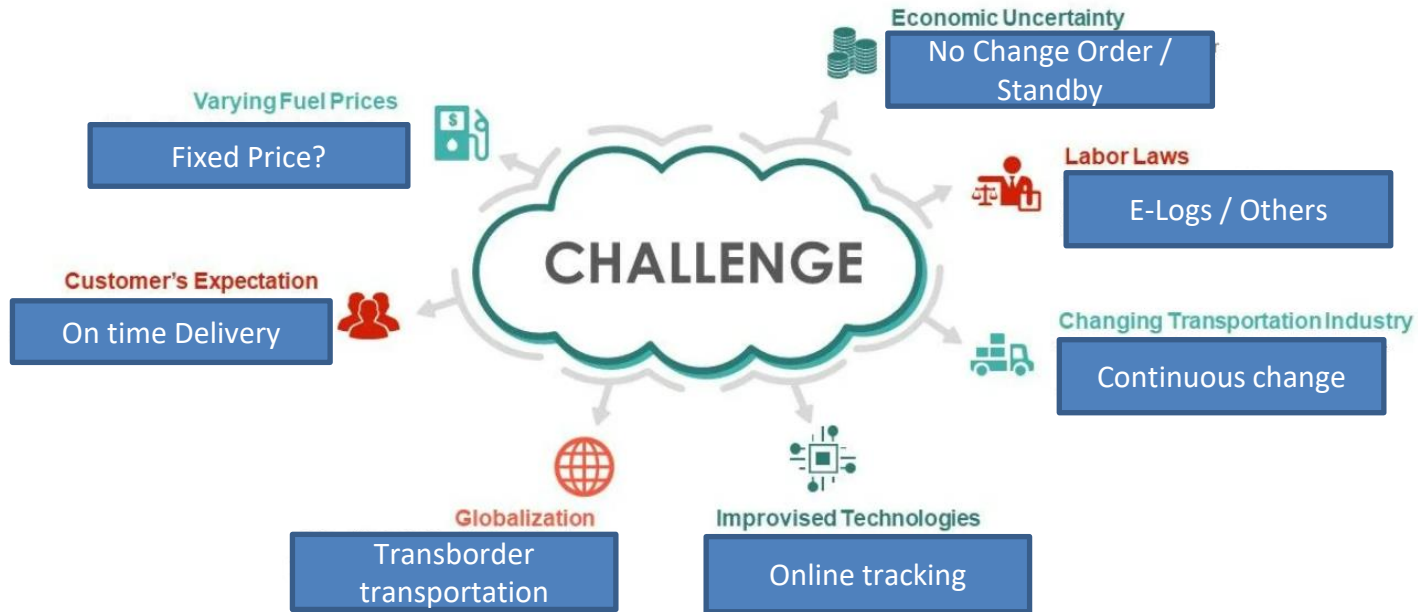 Economic Uncertainty
No Change Order /
Standby
Varying Fuel Prices
Fixed Price?
Labor Laws
E-Logs / Others
CHALLENGE
Customer's Expectation
On time Delivery
Changing Transportation Industry
Continuous change
Globalization
Transborder
transportation
Improvised Technologies
Online tracking